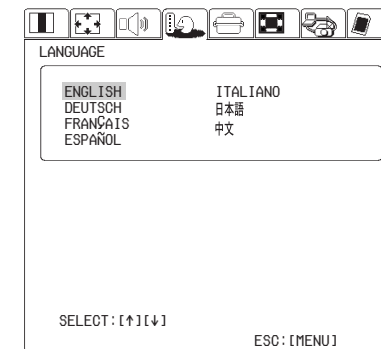 LANGUAGE
ENGLISH
DEUTSCH
FRANÇAIS
ESPAÑOL
ITALIANO
日本語
中文
SELECT:[↑][↓]
ESC:[MENU]